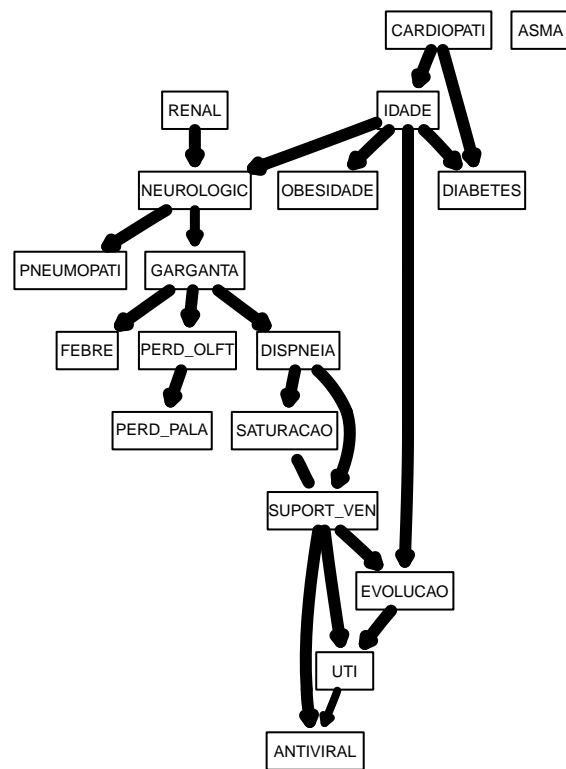 CARDIOPATI
ASMA
RENAL
IDADE
NEUROLOGIC
OBESIDADE
DIABETES
PNEUMOPATI
GARGANTA
FEBRE
PERD_OLFT
DISPNEIA
PERD_PALA
SATURACAO
SUPORT_VEN
EVOLUCAO
UTI
ANTIVIRAL